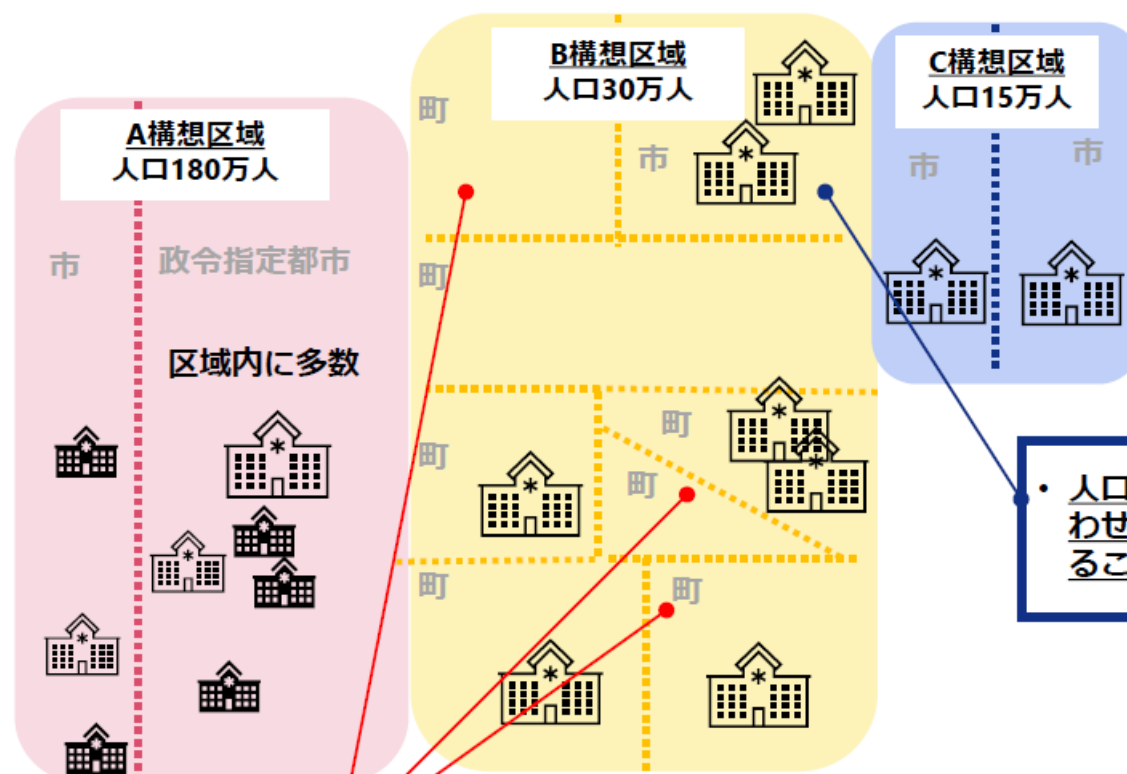 A構想区域
人口180万人
市
政令指定都市
区域内に多数
B構想区域
人口30万人
町
市
町
町
町
町
町
町
C構想区域
人口15万人
市
市
・ 人口
わせ
るこ